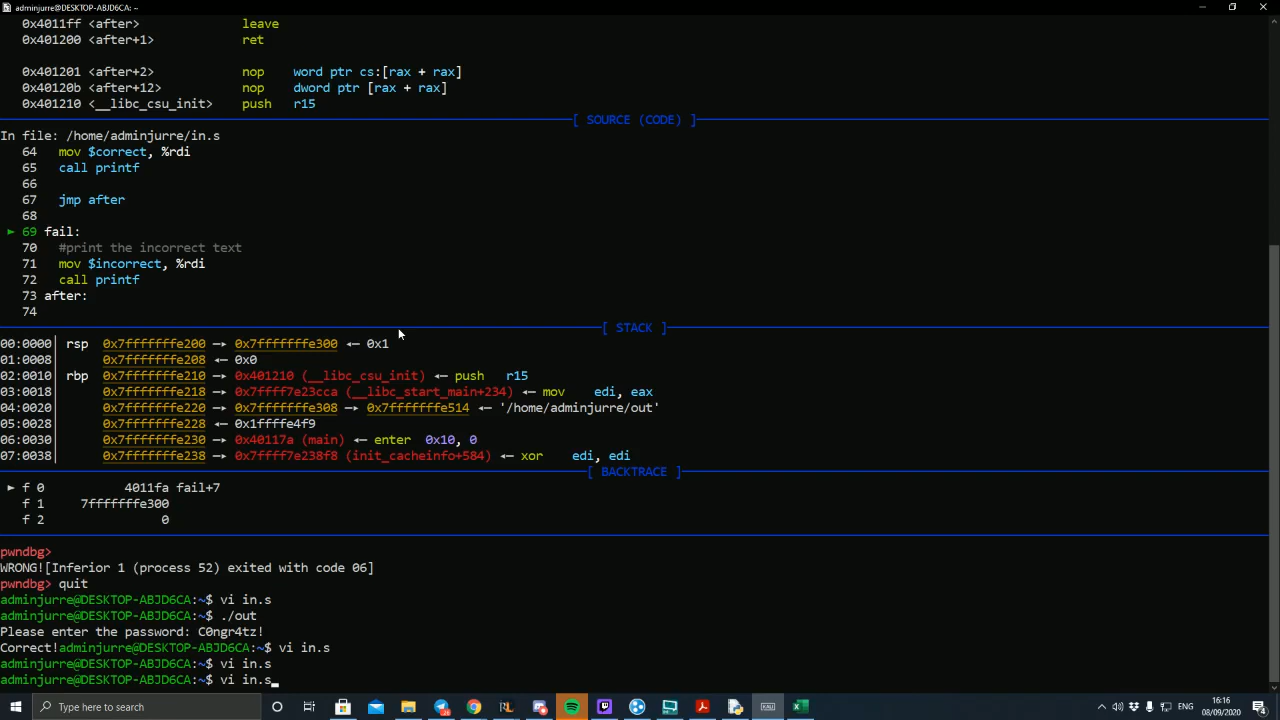 adminjurre@DESKTOP-ABJD6CA: ~
0x4011ff <after> leave
0x401200 <after+1> ret
0x401201 <after+2> nop word ptr cs:[rax + rax]
0x40120b <after+12> nop dword ptr [rax + rax]
0x401210 <__libc_csu_init> push r15
[ SOURCE (CODE) ]
In file: /home/adminjurre/in.s
64 mov $correct, %rdi
65 call printf
66
67 jmp after
68
► 69 fail:
70 #print the incorrect text
71 mov $incorrect, %rdi
72 call printf
73 after:
74
[ STACK ]
00:0000│ rsp 0x7fffffffe200 —▸ 0x7fffffffe300 ◂— 0x1
01:0008│ 0x7fffffffe208 ◂— 0x0
02:0010│ rbp 0x7fffffffe210 —▸ 0x401210 (__libc_csu_init) ◂— push r15
03:0018│ 0x7fffffffe218 —▸ 0x7ffff7e23cca (__libc_start_main+234) ◂— mov edi, eax
04:0020│ 0x7fffffffe220 —▸ 0x7fffffffe308 —▸ 0x7fffffffe514 ◂— '/home/adminjurre/out'
05:0028│ 0x7fffffffe228 ◂— 0x1ffffe4f9
06:0030│ 0x7fffffffe230 —▸ 0x40117a (main) ◂— enter 0x10, 0
07:0038│ 0x7fffffffe238 —▸ 0x7ffff7e238f8 (init_cacheinfo+584) ◂— xor edi, edi
[ BACKTRACE ]
► f 0 4011fa fail+7
f 1 7fffffffe300
f 2 0
pwndbg>
WRONG![Inferior 1 (process 52) exited with code 06]
pwndbg> quit
adminjurre@DESKTOP-ABJD6CA:~$ vi in.s
adminjurre@DESKTOP-ABJD6CA:~$ ./out
Please enter the password: C0ngr4tz!
Correct!adminjurre@DESKTOP-ABJD6CA:~$ vi in.s
adminjurre@DESKTOP-ABJD6CA:~$ vi in.s
adminjurre@DESKTOP-ABJD6CA:~$ vi in.s
Type here to search
ENG
16:16
08/09/2020